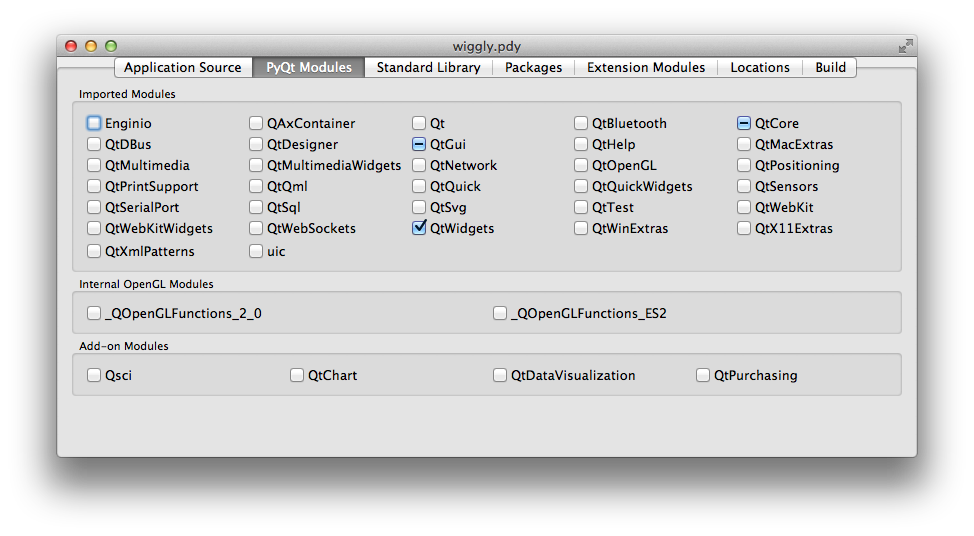 wiggly.pdy
Application Source PyQt Modules Standard Library Packages Extension Modules Locations Build
Imported Modules
Enginio QAxContainer Qt QtBluetooth QtCore
QtDBus QtDesigner QtGui QtHelp QtMacExtras
QtMultimedia QtMultimediaWidgets QtNetwork QtOpenGL QtPositioning
QtPrintSupport QtQml QtQuick QtQuickWidgets QtSensors
QtSerialPort QtSql QtSvg QtTest QtWebKit
QtWebKitWidgets QtWebSockets QtWidgets QtWinExtras QtX11Extras
QtXmlPatterns uic
Internal OpenGL Modules
_QOpenGLFunctions_2_0 _QOpenGLFunctions_ES2
Add-on Modules
Qsci QtChart QtDataVisualization QtPurchasing